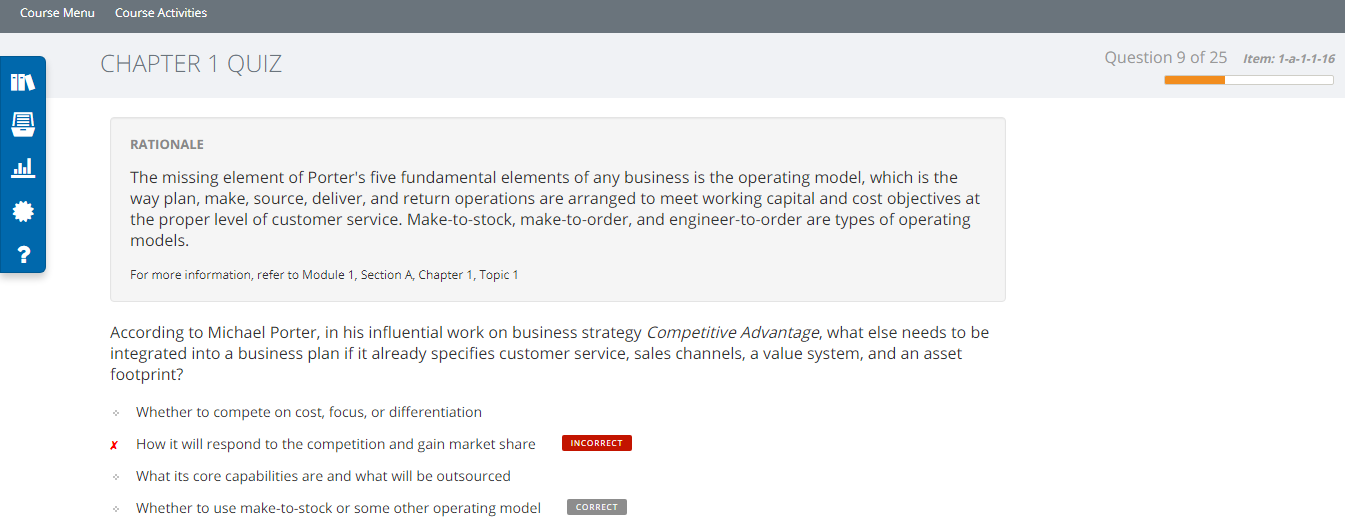 Course Menu Course Activities
CHAPTER 1 QUIZ
Question 9 of 25 Item: 1-a-1-1-16
RATIONALE
The missing element of Porter's five fundamental elements of any business is the operating model, which is the
way plan, make, source, deliver, and return operations are arranged to meet working capital and cost objectives at
the proper level of customer service. Make-to-stock, make-to-order, and engineer-to-order are types of operating
models.
For more information, refer to Module 1, Section A, Chapter 1, Topic 1
According to Michael Porter, in his influential work on business strategy Competitive Advantage, what else needs to be
integrated into a business plan if it already specifies customer service, sales channels, a value system, and an asset
footprint?
Whether to compete on cost, focus, or differentiation
✗ How it will respond to the competition and gain market share INCORRECT
What its core capabilities are and what will be outsourced
Whether to use make-to-stock or some other operating model CORRECT
?